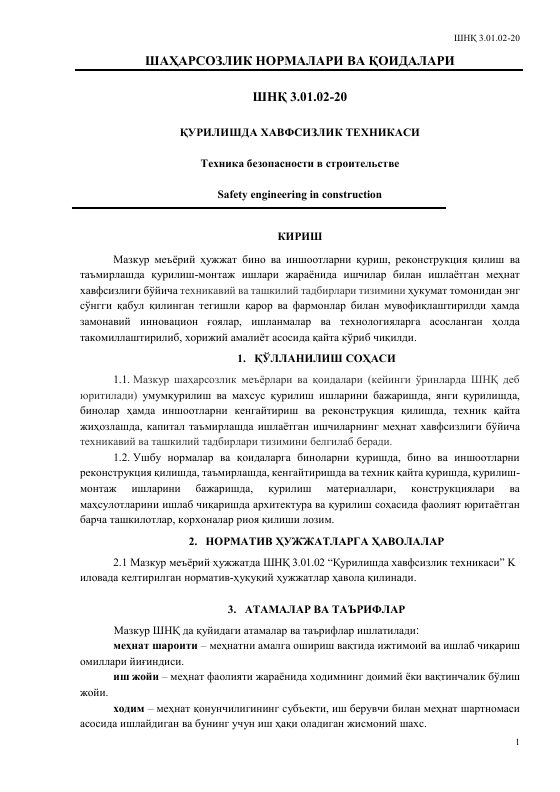 ШНҚ 3.01.02-20
ШАҲАРСОЗЛИК НОРМАЛАРИ ВА ҚОИДАЛАРИ
ШНҚ 3.01.02-20
ҚУРИЛИШДА ХАВФСИЗЛИК ТЕХНИКАСИ
Техника безопасности в строительстве
Safety engineering in construction
КИРИШ
Мазкур меъёрий ҳужжат бино ва иншоотларни қуриш, реконструкция қилиш ва
таъмирлашда қурилиш-монтаж ишлари жараёнида ишчилар билан ишлаётган меҳнат
хавфсизлиги бўйича техникавий ва ташкилий тадбирлари тизимини ҳукумат томонидан энг
сўнгги қабул қилинган тегишли қарор ва фармонлар билан мувофиқлаштирилди ҳамда
замонавий инновацион ғоялар, ишланмалар ва технологияларга асосланган ҳолда
такомиллаштирилиб, хорижий амалиёт асосида қайта кўриб чиқилди.
1. ҚЎЛЛАНИЛИШ СОҲАСИ
1.1. Мазкур шаҳарсозлик меъёрлари ва қоидалари (кейинги ўринларда ШНҚ деб
юритилади) умумқурилиш ва махсус қурилиш ишларини бажаришда, янги қурилишда,
бинолар ҳамда иншоотларни кенгайтириш ва реконструкция қилишда, техник қайта
жиҳозлашда, капитал таъмирлашда ишлаётган ишчиларнинг меҳнат хавфсизлиги бўйича
техникавий ва ташкилий тадбирлари тизимини белгилаб беради.
1.2. Ушбу нормалар ва қоидаларга биноларни қуришда, бино ва иншоотларни
реконструкция қилишда, таъмирлашда, кенгайтиришда ва техник қайта қуришда, қурилиш-
монтаж ишларини бажаришда, қурилиш материаллари, конструкциялари ва
маҳсулотларини ишлаб чиқаришда архитектура ва қурилиш соҳасида фаолият юритаётган
барча ташкилотлар, корхоналар риоя қилиши лозим.
2. НОРМАТИВ ҲУЖЖАТЛАРГА ҲАВОЛАЛАР
2.1 Мазкур меъёрий ҳужжатда ШНҚ 3.01.02 “Қурилишда хавфсизлик техникаси” К
иловада келтирилган норматив-ҳуқуқий ҳужжатлар ҳавола қилинади.
3. АТАМАЛАР ВА ТАЪРИФЛАР
Мазкур ШНҚ да қуйидаги атамалар ва таърифлар ишлатилади:
меҳнат шароити – меҳнатни амалга ошириш вақтида ижтимоий ва ишлаб чиқариш
омиллари йиғиндиси.
иш жойи – меҳнат фаолияти жараёнида ходимнинг доимий ёки вақтинчалик бўлиш
жойи.
ходим – меҳнат қонунчилигининг субъекти, иш берувчи билан меҳнат шартномаси
асосида ишлайдиган ва бунинг учун иш ҳақи оладиган жисмоний шахс.
1